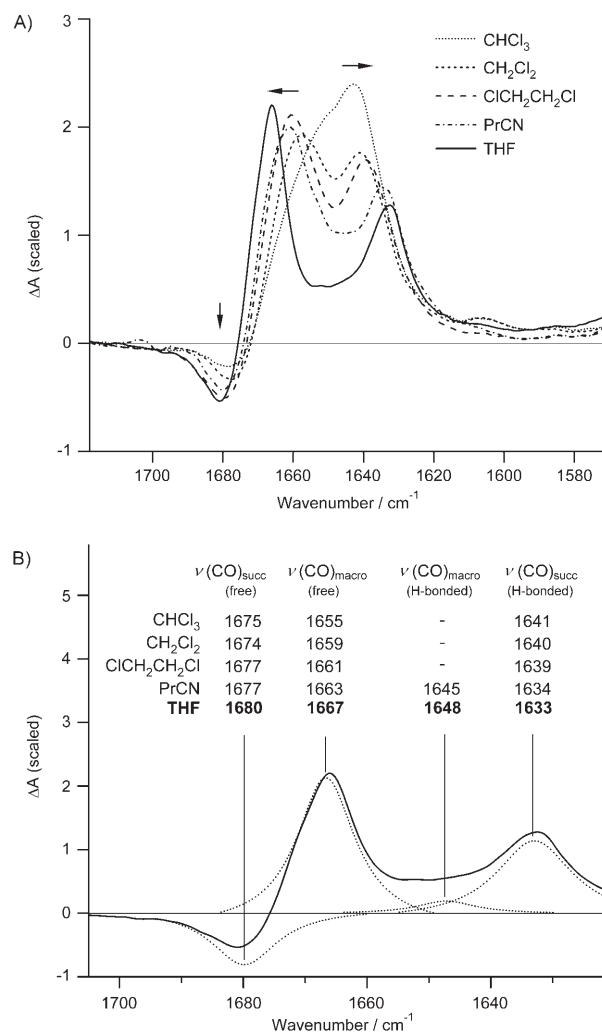 A)
3
2
1
0
-1
ΔA (scaled)
CHCl₃
CH₂Cl₂
ClCH₂CH₂Cl
PrCN
THF
1700 1680 1660 1640 1620 1600 1580
Wavenumber / cm⁻¹
B)
ν (CO)succ ν (CO)macro ν (CO)macro ν (CO)succ
(free) (free) (H-bonded) (H-bonded)
CHCl₃ 1675 1655 - 1641
CH₂Cl₂ 1674 1659 - 1640
ClCH₂CH₂Cl 1677 1661 - 1639
PrCN 1677 1663 1645 1634
THF 1680 1667 1648 1633
5
4
3
2
1
0
-1
ΔA (scaled)
1700 1680 1660 1640
Wavenumber / cm⁻¹